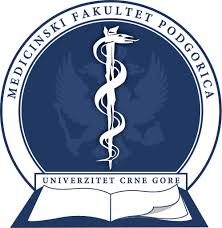 MEDICINSKI FAKULTET PODGORICA
UNIVERZITET CRNE GORE